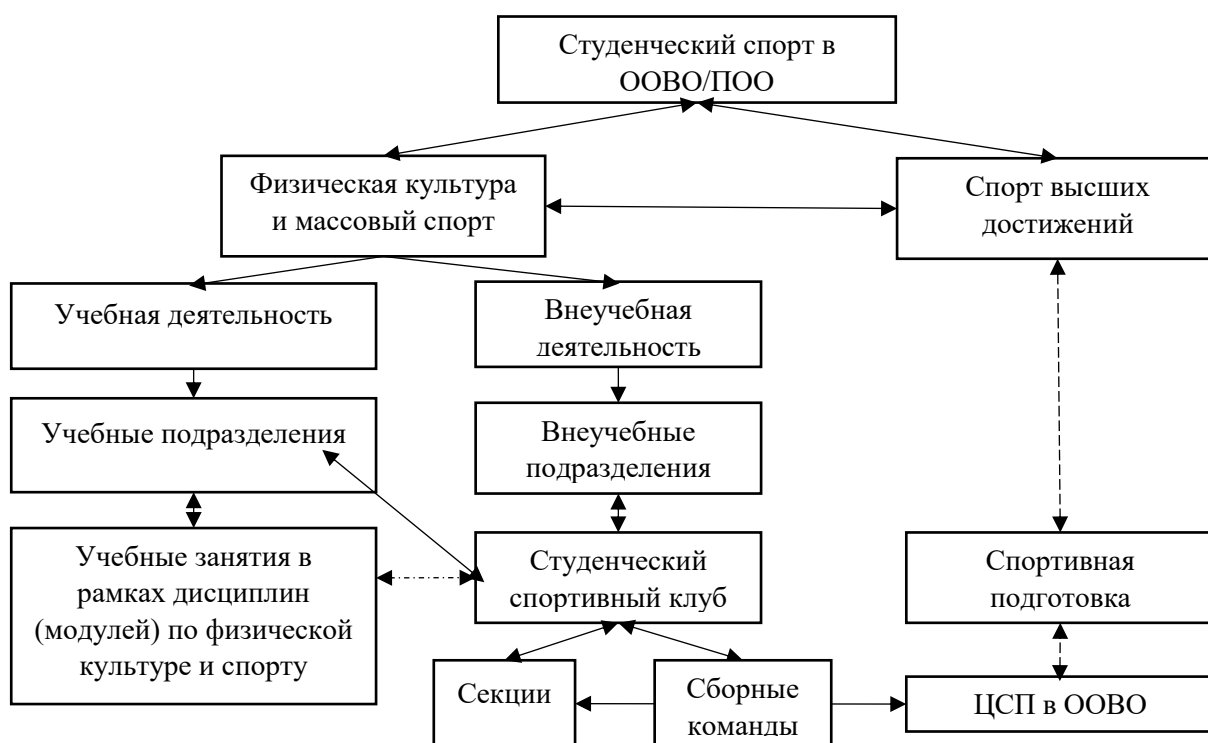 Студенческий спорт в
ООВО/ПОО
Физическая культура
и массовый спорт
Спорт высших
достижений
Учебная деятельность
Внеучебная
деятельность
Учебные подразделения
Внеучебные
подразделения
Учебные занятия в
рамках дисциплин
(модулей) по физической
культуре и спорту
Студенческий
спортивный клуб
Спортивная
подготовка
Секции
Сборные
команды
ЦСП в ООВО